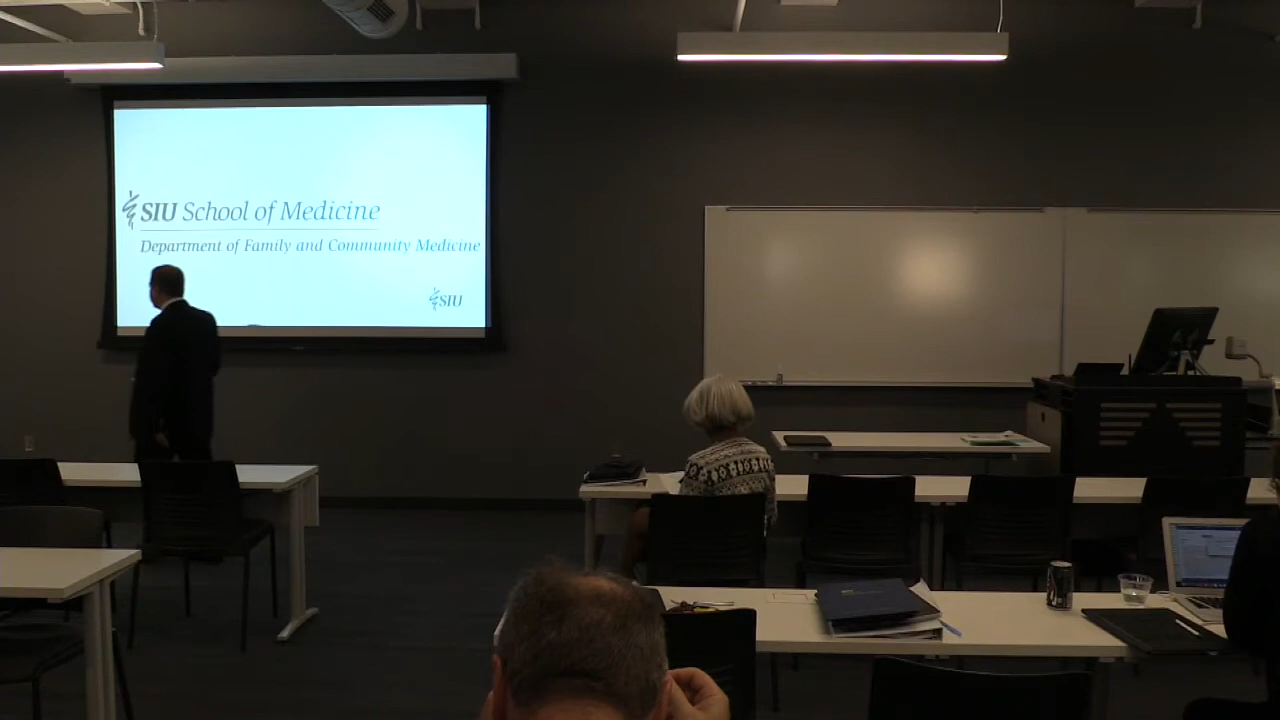 SIU School of Medicine
Department of Family and Community Medicine
SIU